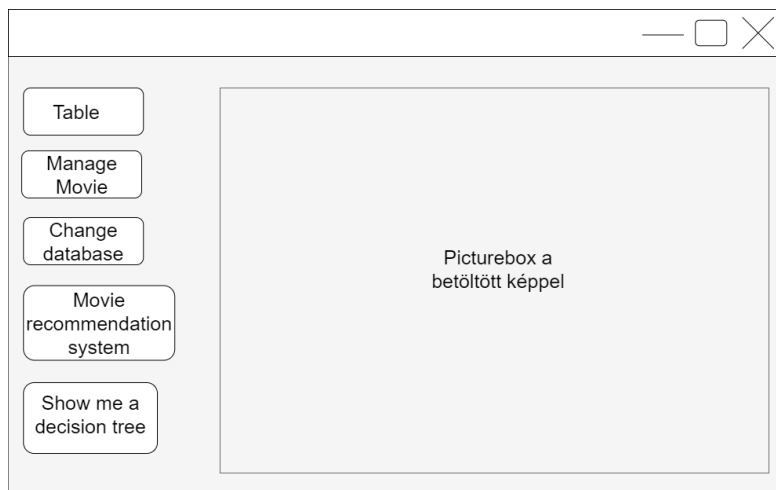 Table
Manage
Movie
Change
database
Movie
recommendation
system
Show me a
decision tree
Picturebox a
betöltött képpel